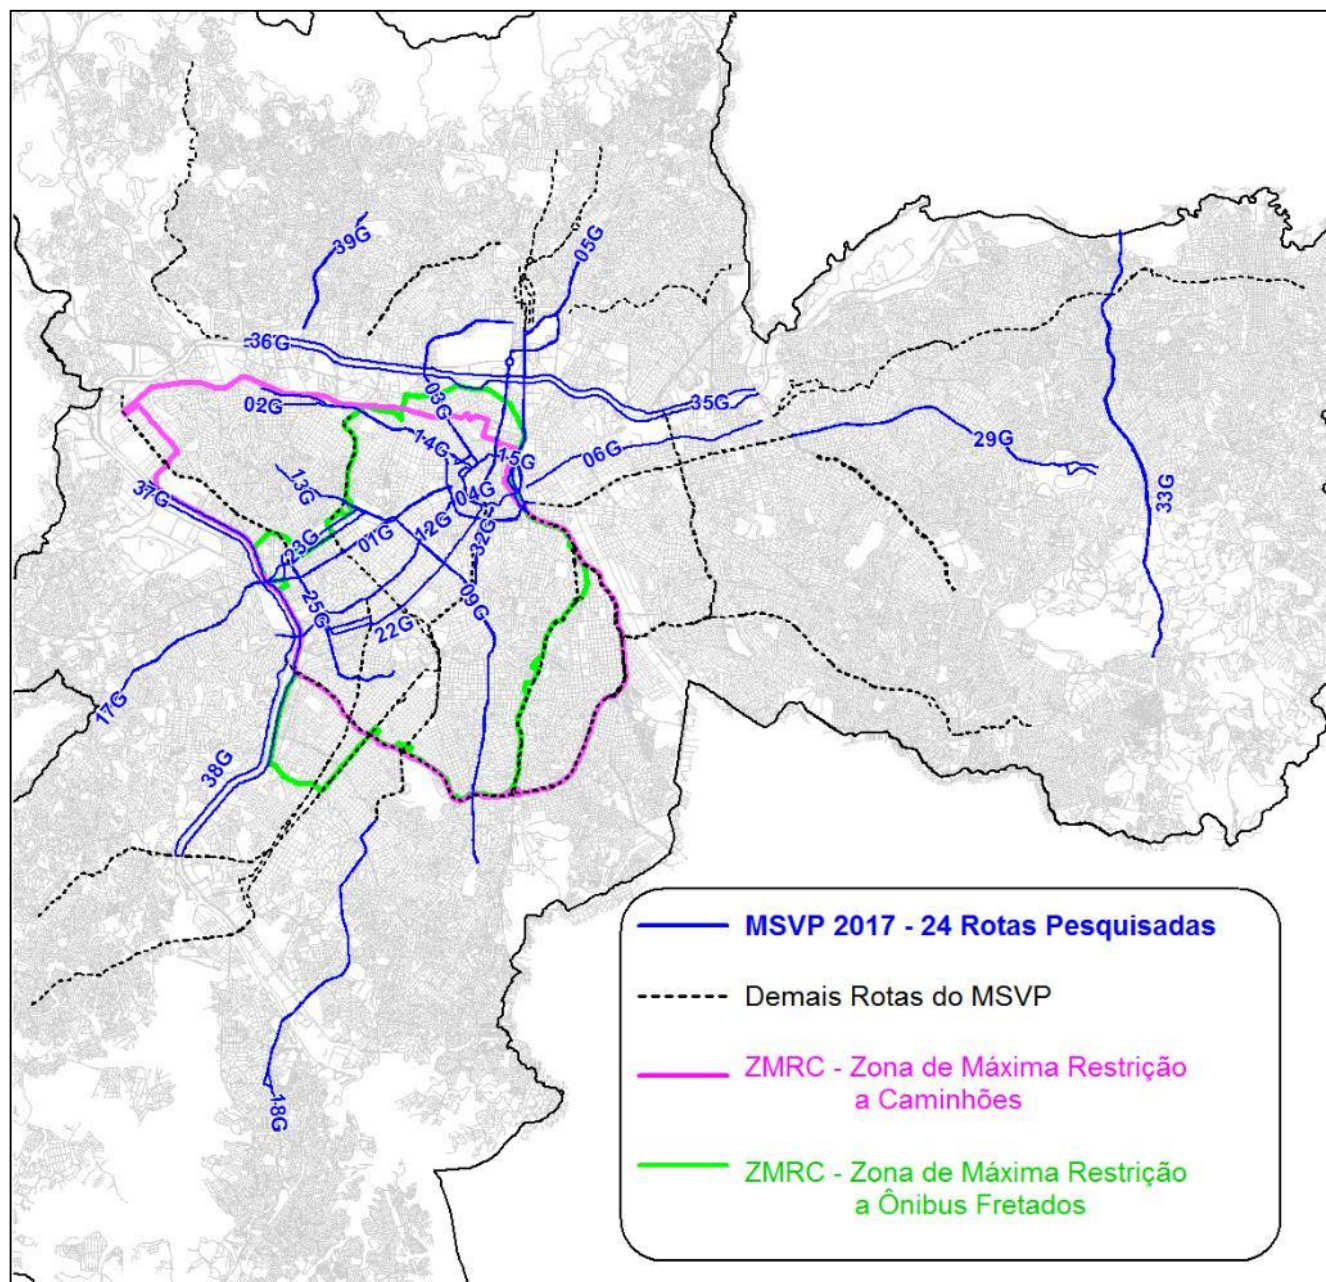 39G
05G
36G
02G
03G
35G
14G
15G
06G
29G
13G
04G
33G
37G
23G
01G
12G
32G
25G
09G
22G
17G
38G
18G
MSVP 2017 - 24 Rotas Pesquisadas
Demais Rotas do MSVP
ZMRC - Zona de Máxima Restrição
a Caminhões
ZMRC - Zona de Máxima Restrição
a Ônibus Fretados